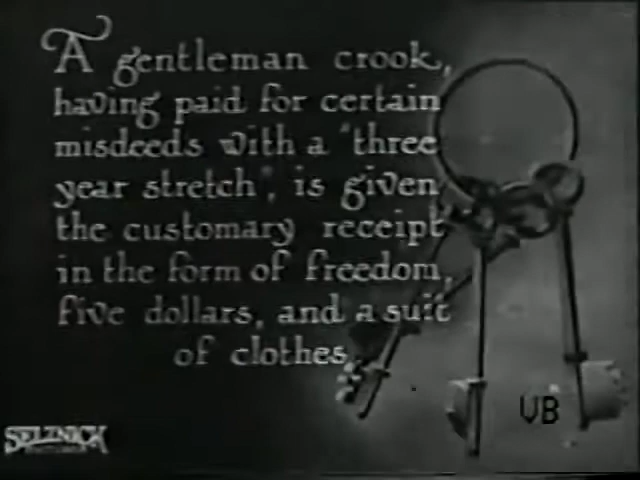 A gentleman crook,
having paid for certain
misdeeds with a "three
year stretch", is given
the customary receipt
in the form of freedom,
five dollars, and a suit
of clothes
SELZNICK
PICTURES
VB